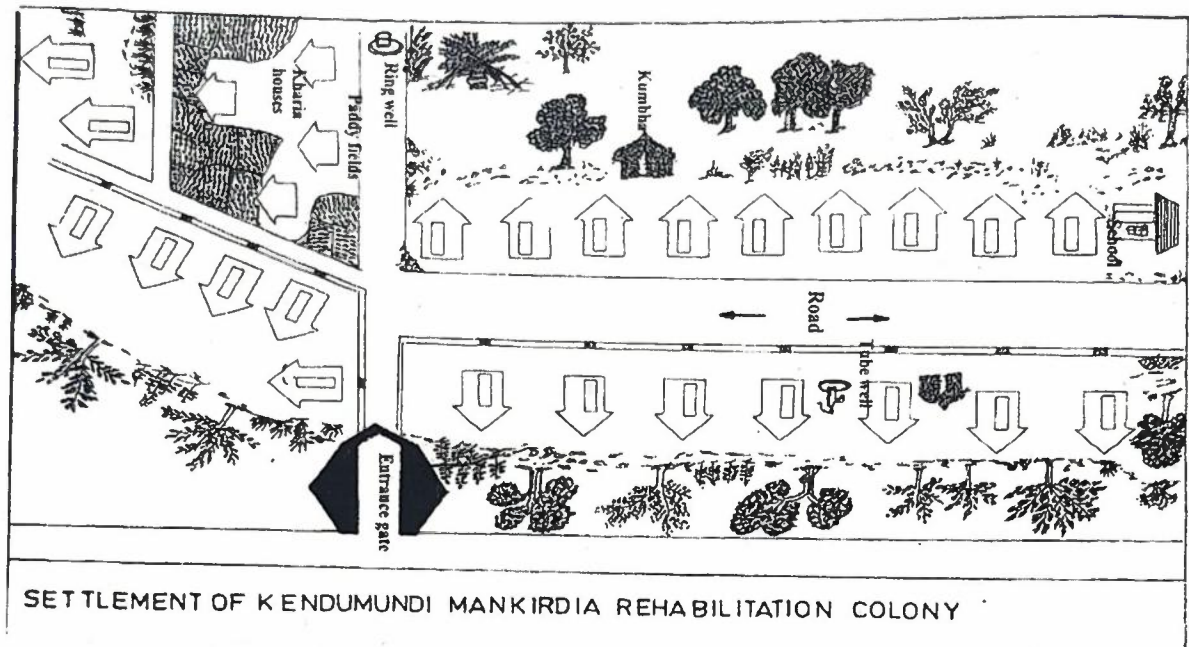 Ring well
Kharia
houses
Paddy fields
Kumbha
School
Road
Tube well
Entrance gate
SETTLEMENT OF KENDUMUNDI MANKIRDIA REHABILITATION COLONY